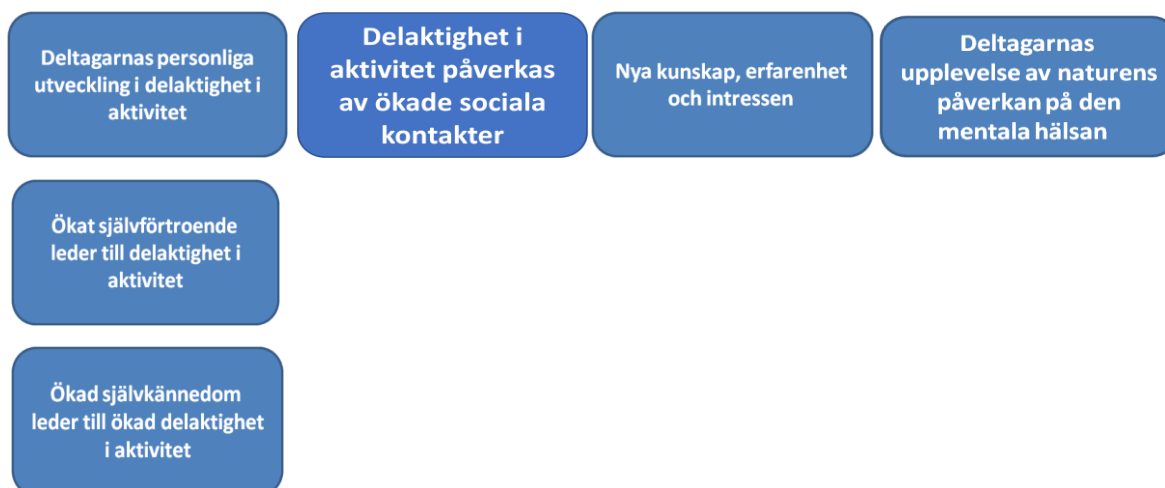 Deltagarnas personliga
utveckling i delaktighet i
aktivitet
Delaktighet i
aktivitet påverkas
av ökade sociala
kontakter
Nya kunskap, erfarenhet
och intressen
Deltagarnas
upplevelse av naturens
påverkan på den
mentala hälsan
Ökat självförtroende
leder till delaktighet i
aktivitet
Ökad självkännedom
leder till ökad delaktighet
i aktivitet